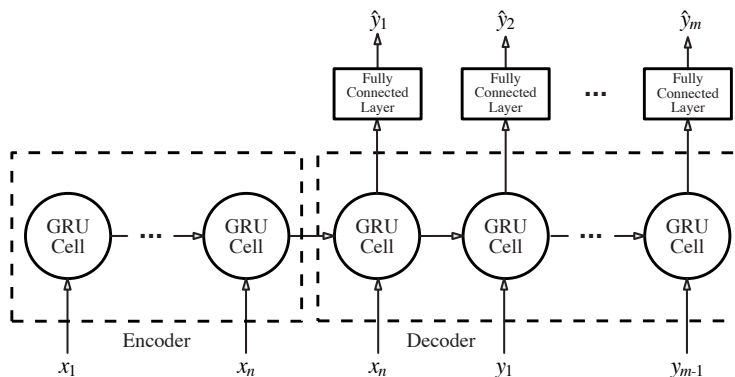 ŷ1 ŷ2 ŷm
Fully Connected Layer
Fully Connected Layer
...
Fully Connected Layer
GRU Cell
...
GRU Cell
GRU Cell
GRU Cell
...
GRU Cell
Encoder Decoder
x1 xn xn y1 ym-1